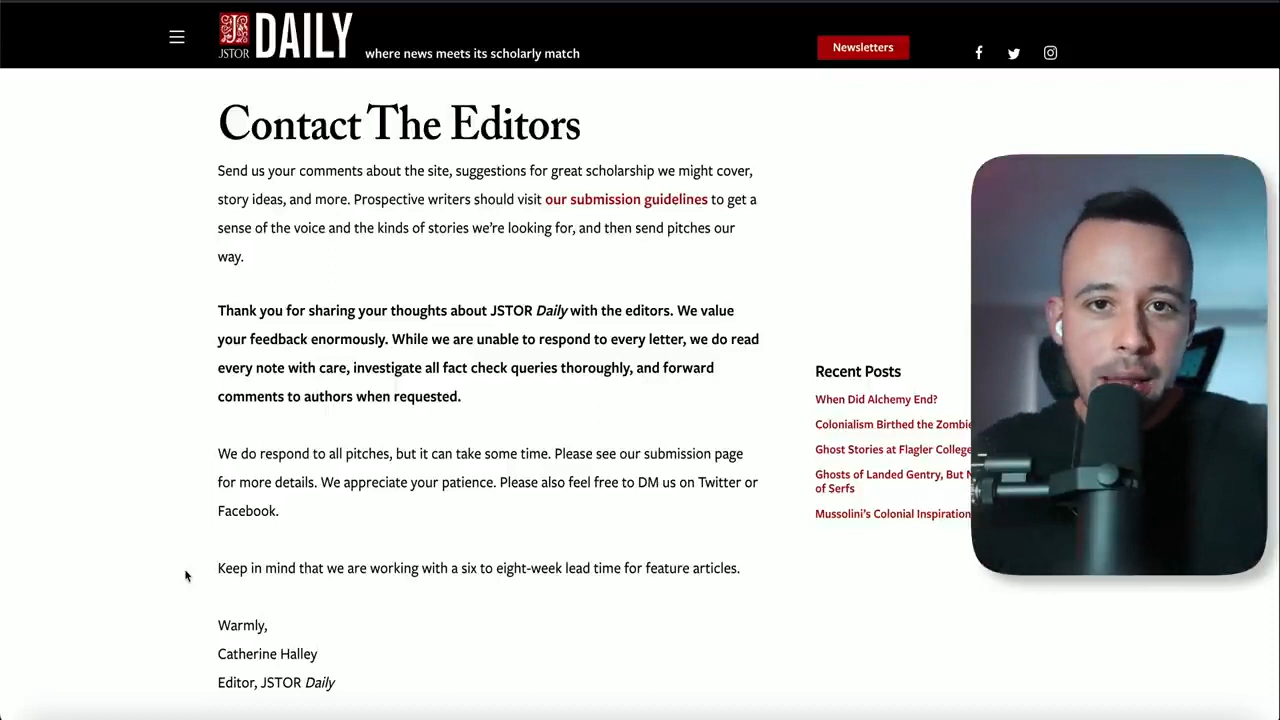 JSTOR
DAILY
where news meets its scholarly match
Newsletters
Contact The Editors
Send us your comments about the site, suggestions for great scholarship we might cover,
story ideas, and more. Prospective writers should visit our submission guidelines to get a
sense of the voice and the kinds of stories we're looking for, and then send pitches our
way.
Thank you for sharing your thoughts about JSTOR Daily with the editors. We value
your feedback enormously. While we are unable to respond to every letter, we do read
every note with care, investigate all fact check queries thoroughly, and forward
comments to authors when requested.
We do respond to all pitches, but it can take some time. Please see our submission page
for more details. We appreciate your patience. Please also feel free to DM us on Twitter or
Facebook.
Keep in mind that we are working with a six to eight-week lead time for feature articles.
Warmly,
Catherine Halley
Editor, JSTOR Daily
Recent Posts
When Did Alchemy End?
Colonialism Birthed the Zombie
Ghost Stories at Flagler College
Ghosts of Landed Gentry, But N
of Serfs
Mussolini's Colonial Inspiration